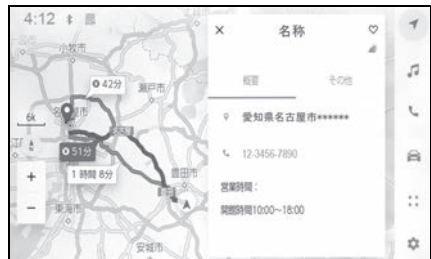 4:12
小牧市
42分
瀬戸市
6k
51分
1 時間 8分
豊田市
東海市
安城市
+
−
×
名称
概要
その他
愛知県名古屋市******
12-3456-7890
営業時間：
開館時間10:00～18:00